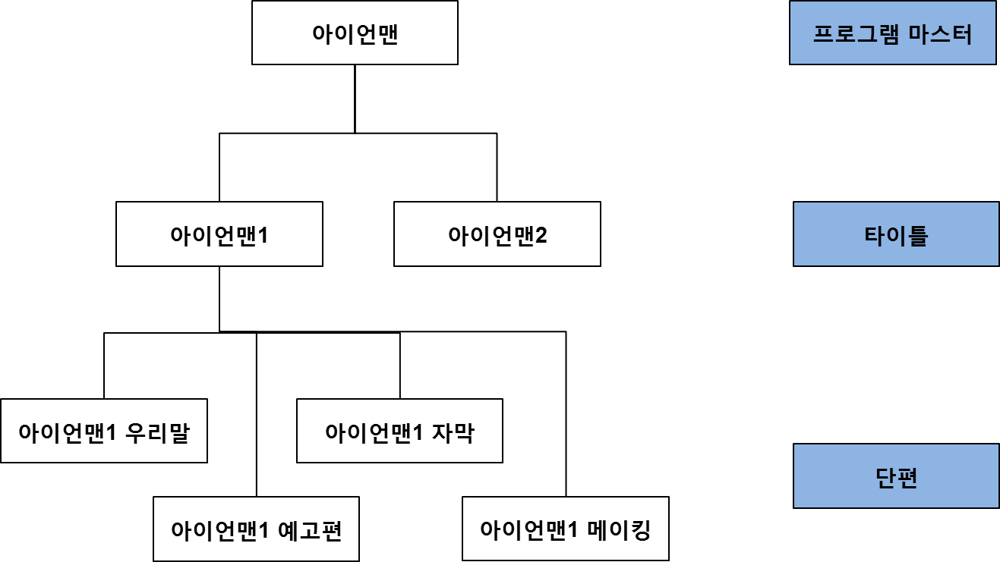 아이언맨
프로그램 마스터
아이언맨1
아이언맨2
타이틀
아이언맨1 우리말
아이언맨1 자막
단편
아이언맨1 예고편
아이언맨1 메이킹